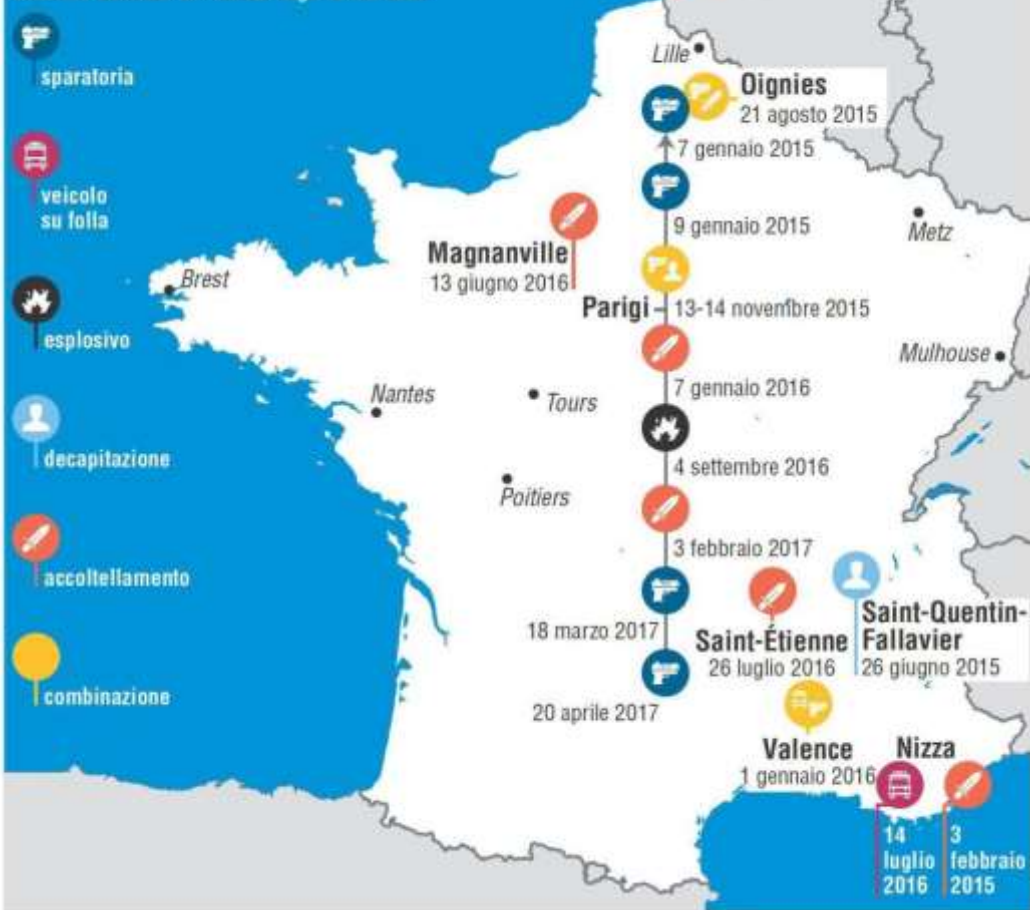 sparatoria
veicolo
su folla
esplosivo
decapitazione
accoltellamento
combinazione
Lille
Oignies
21 agosto 2015
7 gennaio 2015
9 gennaio 2015
Metz
Magnanville
13 giugno 2016
Brest
Parigi
13-14 novembre 2015
Mulhouse
7 gennaio 2016
Nantes
Tours
4 settembre 2016
Poitiers
3 febbraio 2017
18 marzo 2017
Saint-Étienne
26 luglio 2016
Saint-Quentin-
Fallavier
26 giugno 2015
20 aprile 2017
Valence
1 gennaio 2016
Nizza
14
luglio
2016
3
febbraio
2015